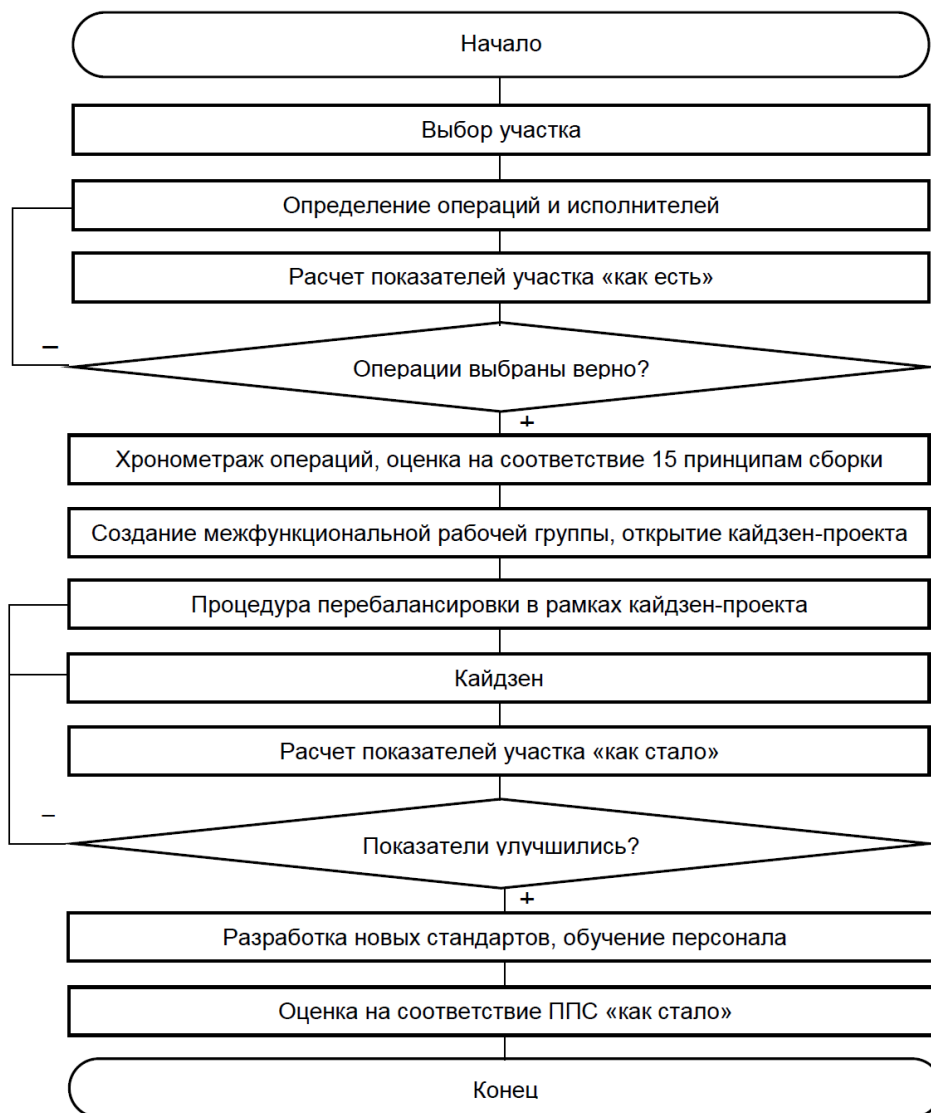 Начало
Выбор участка
Определение операций и исполнителей
Расчет показателей участка «как есть»
–
Операции выбраны верно?
+
Хронометраж операций, оценка на соответствие 15 принципам сборки
Создание межфункциональной рабочей группы, открытие кайдзен-проекта
Процедура перебалансировки в рамках кайдзен-проекта
Кайдзен
Расчет показателей участка «как стало»
–
Показатели улучшились?
+
Разработка новых стандартов, обучение персонала
Оценка на соответствие ППС «как стало»
Конец